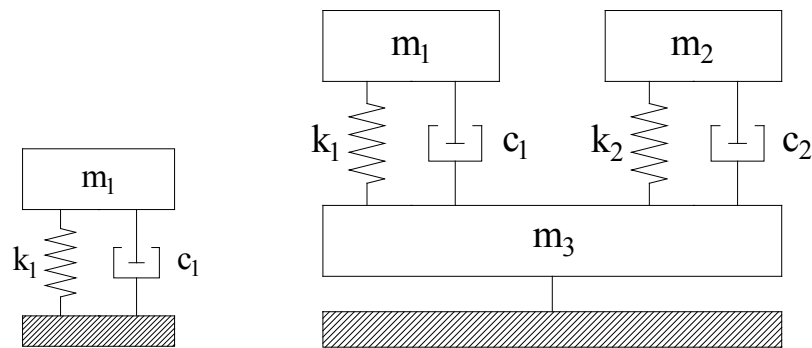 m₁ m₂
k₁ c₁ k₂ c₂
m₁
m₃
k₁ c₁